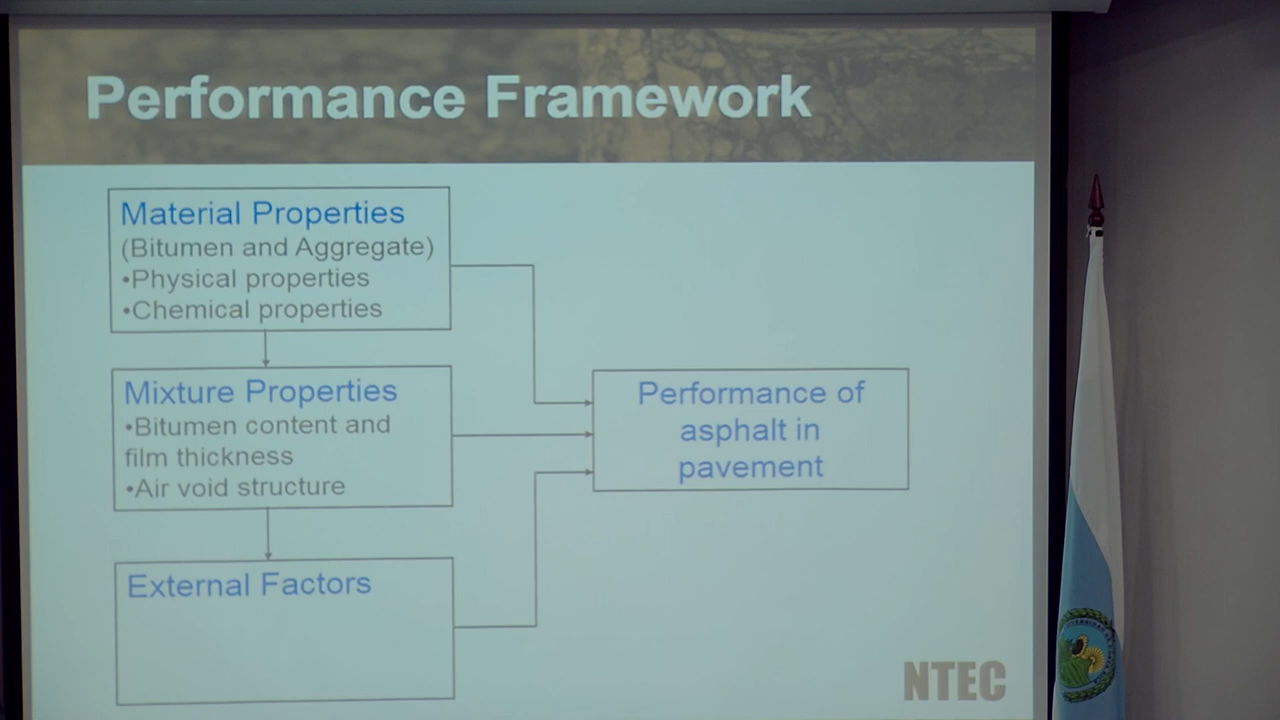 Performance Framework
Material Properties
(Bitumen and Aggregate)
•Physical properties
•Chemical properties
Mixture Properties
•Bitumen content and
film thickness
•Air void structure
External Factors
Performance of
asphalt in
pavement
NTEC